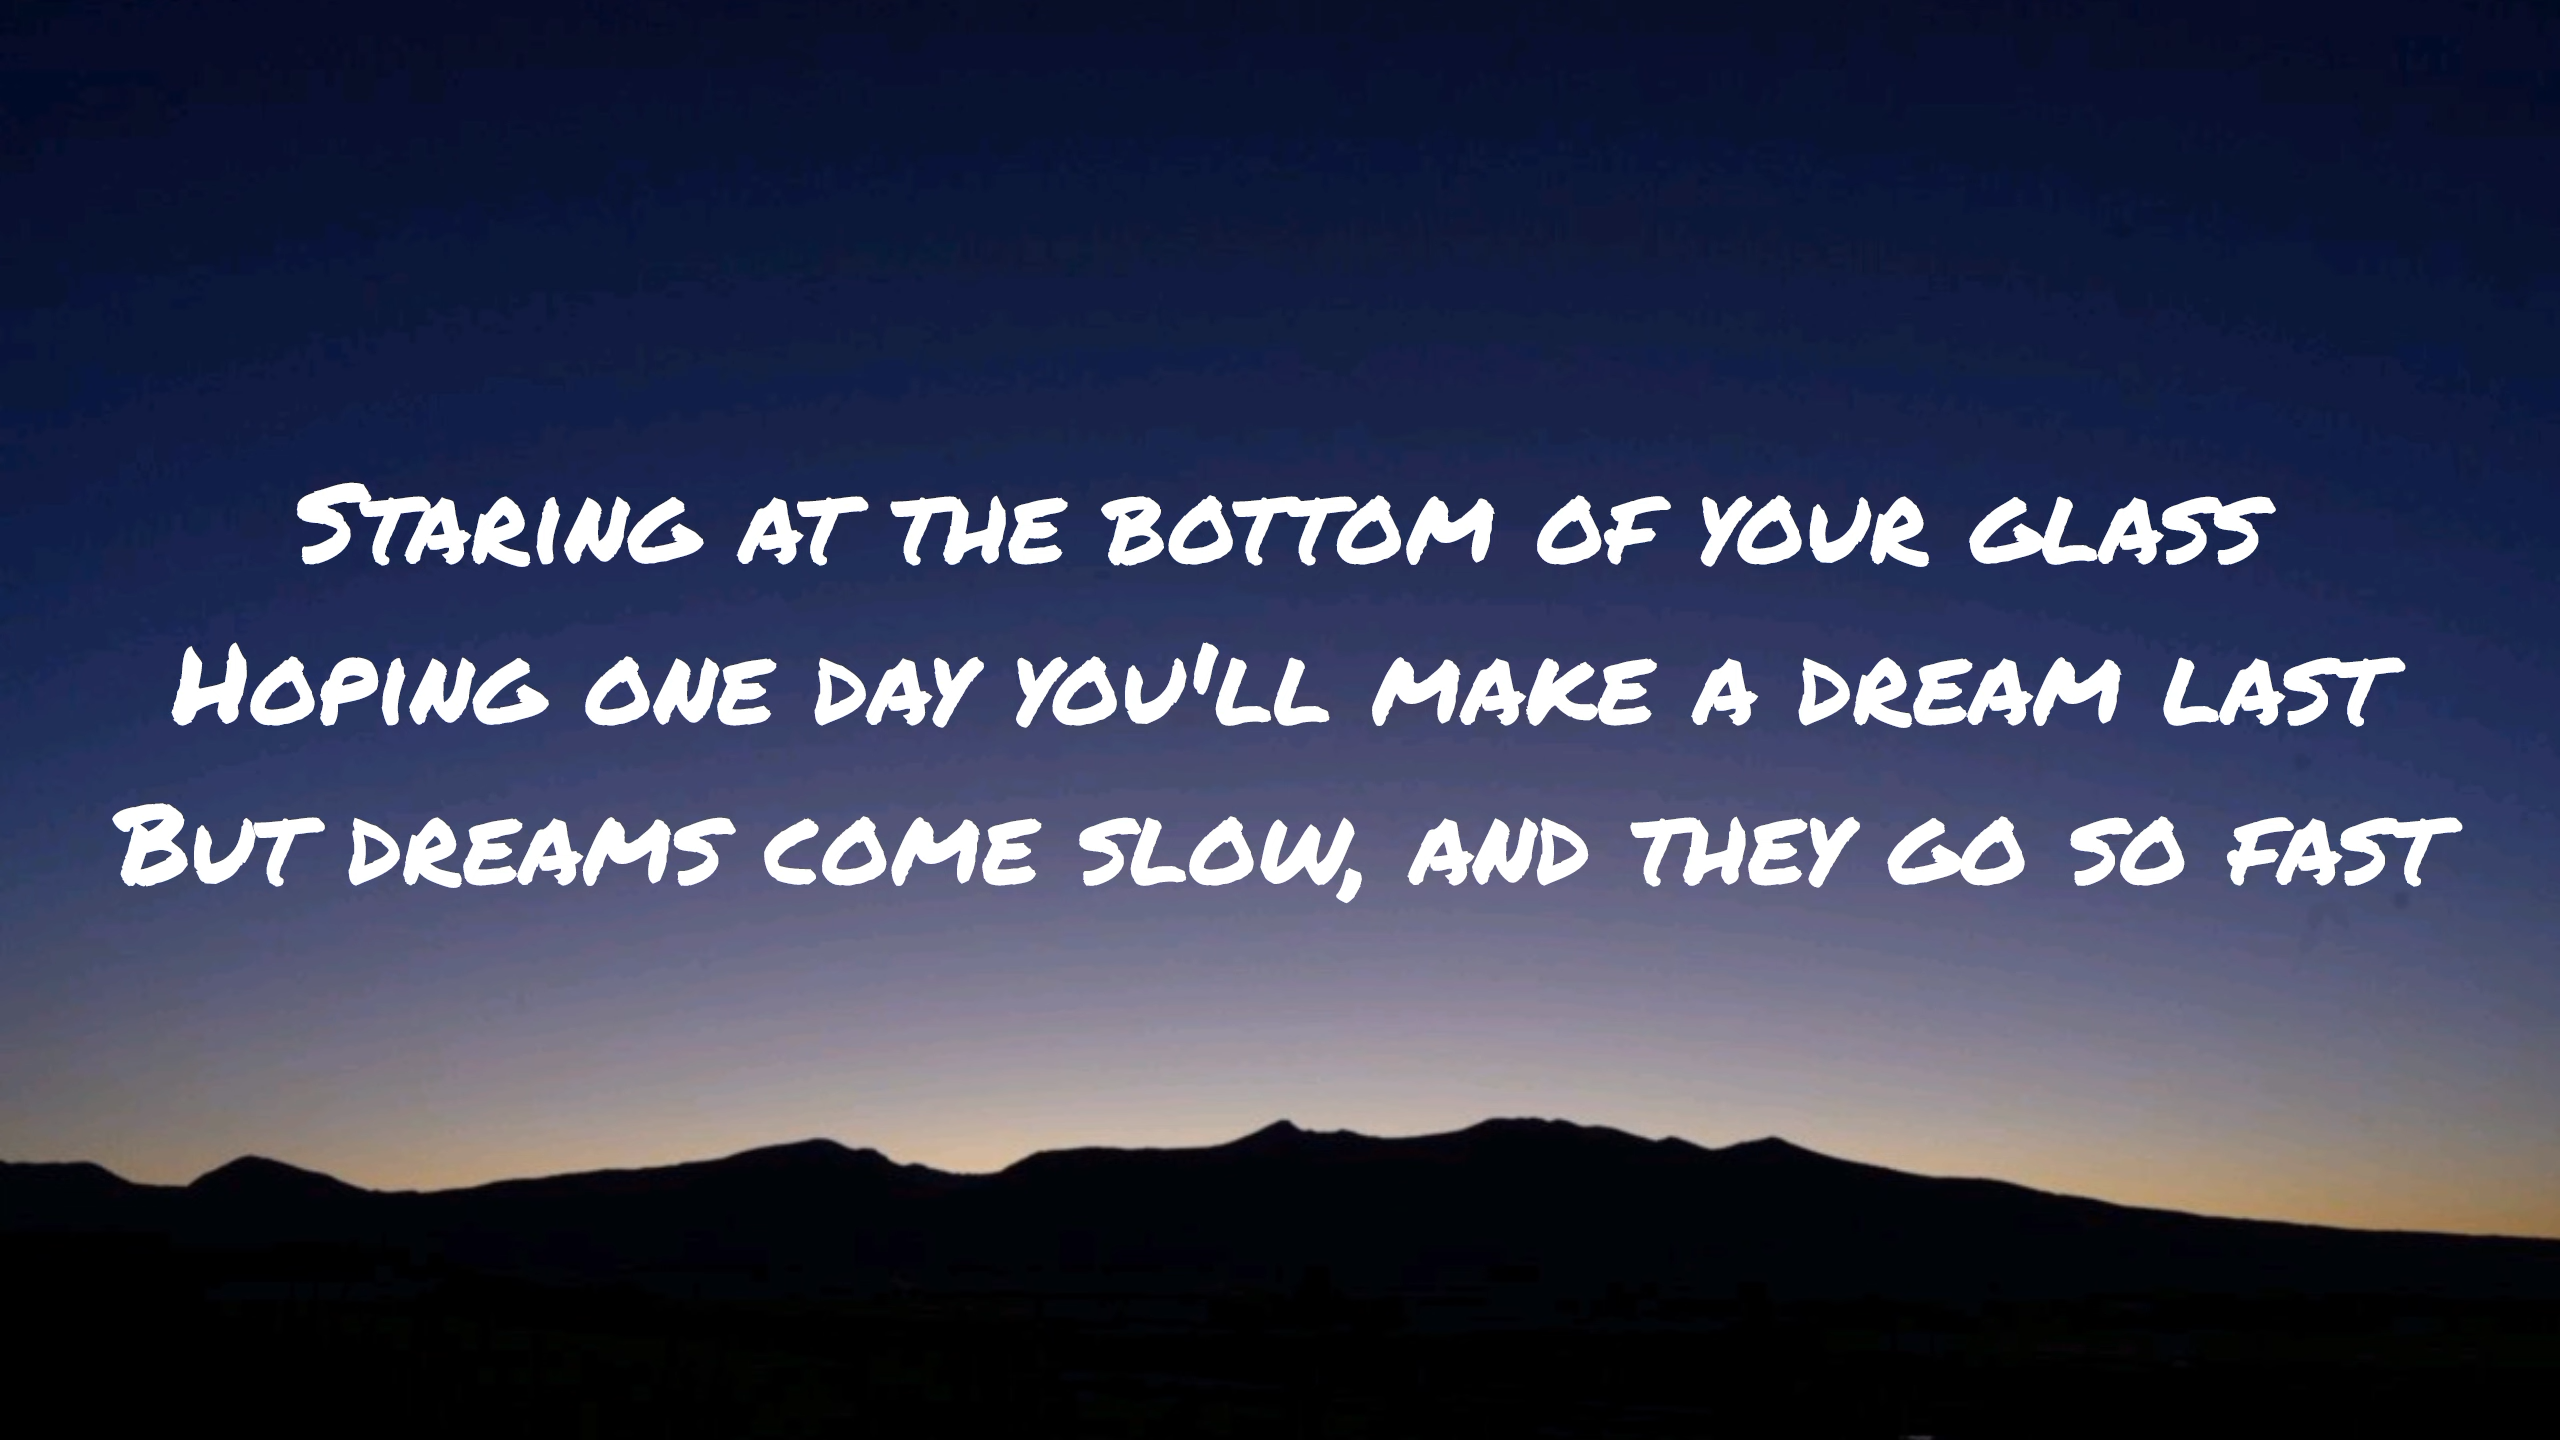 Staring at the bottom of your glass
Hoping one day you'll make a dream last
But dreams come slow, and they go so fast